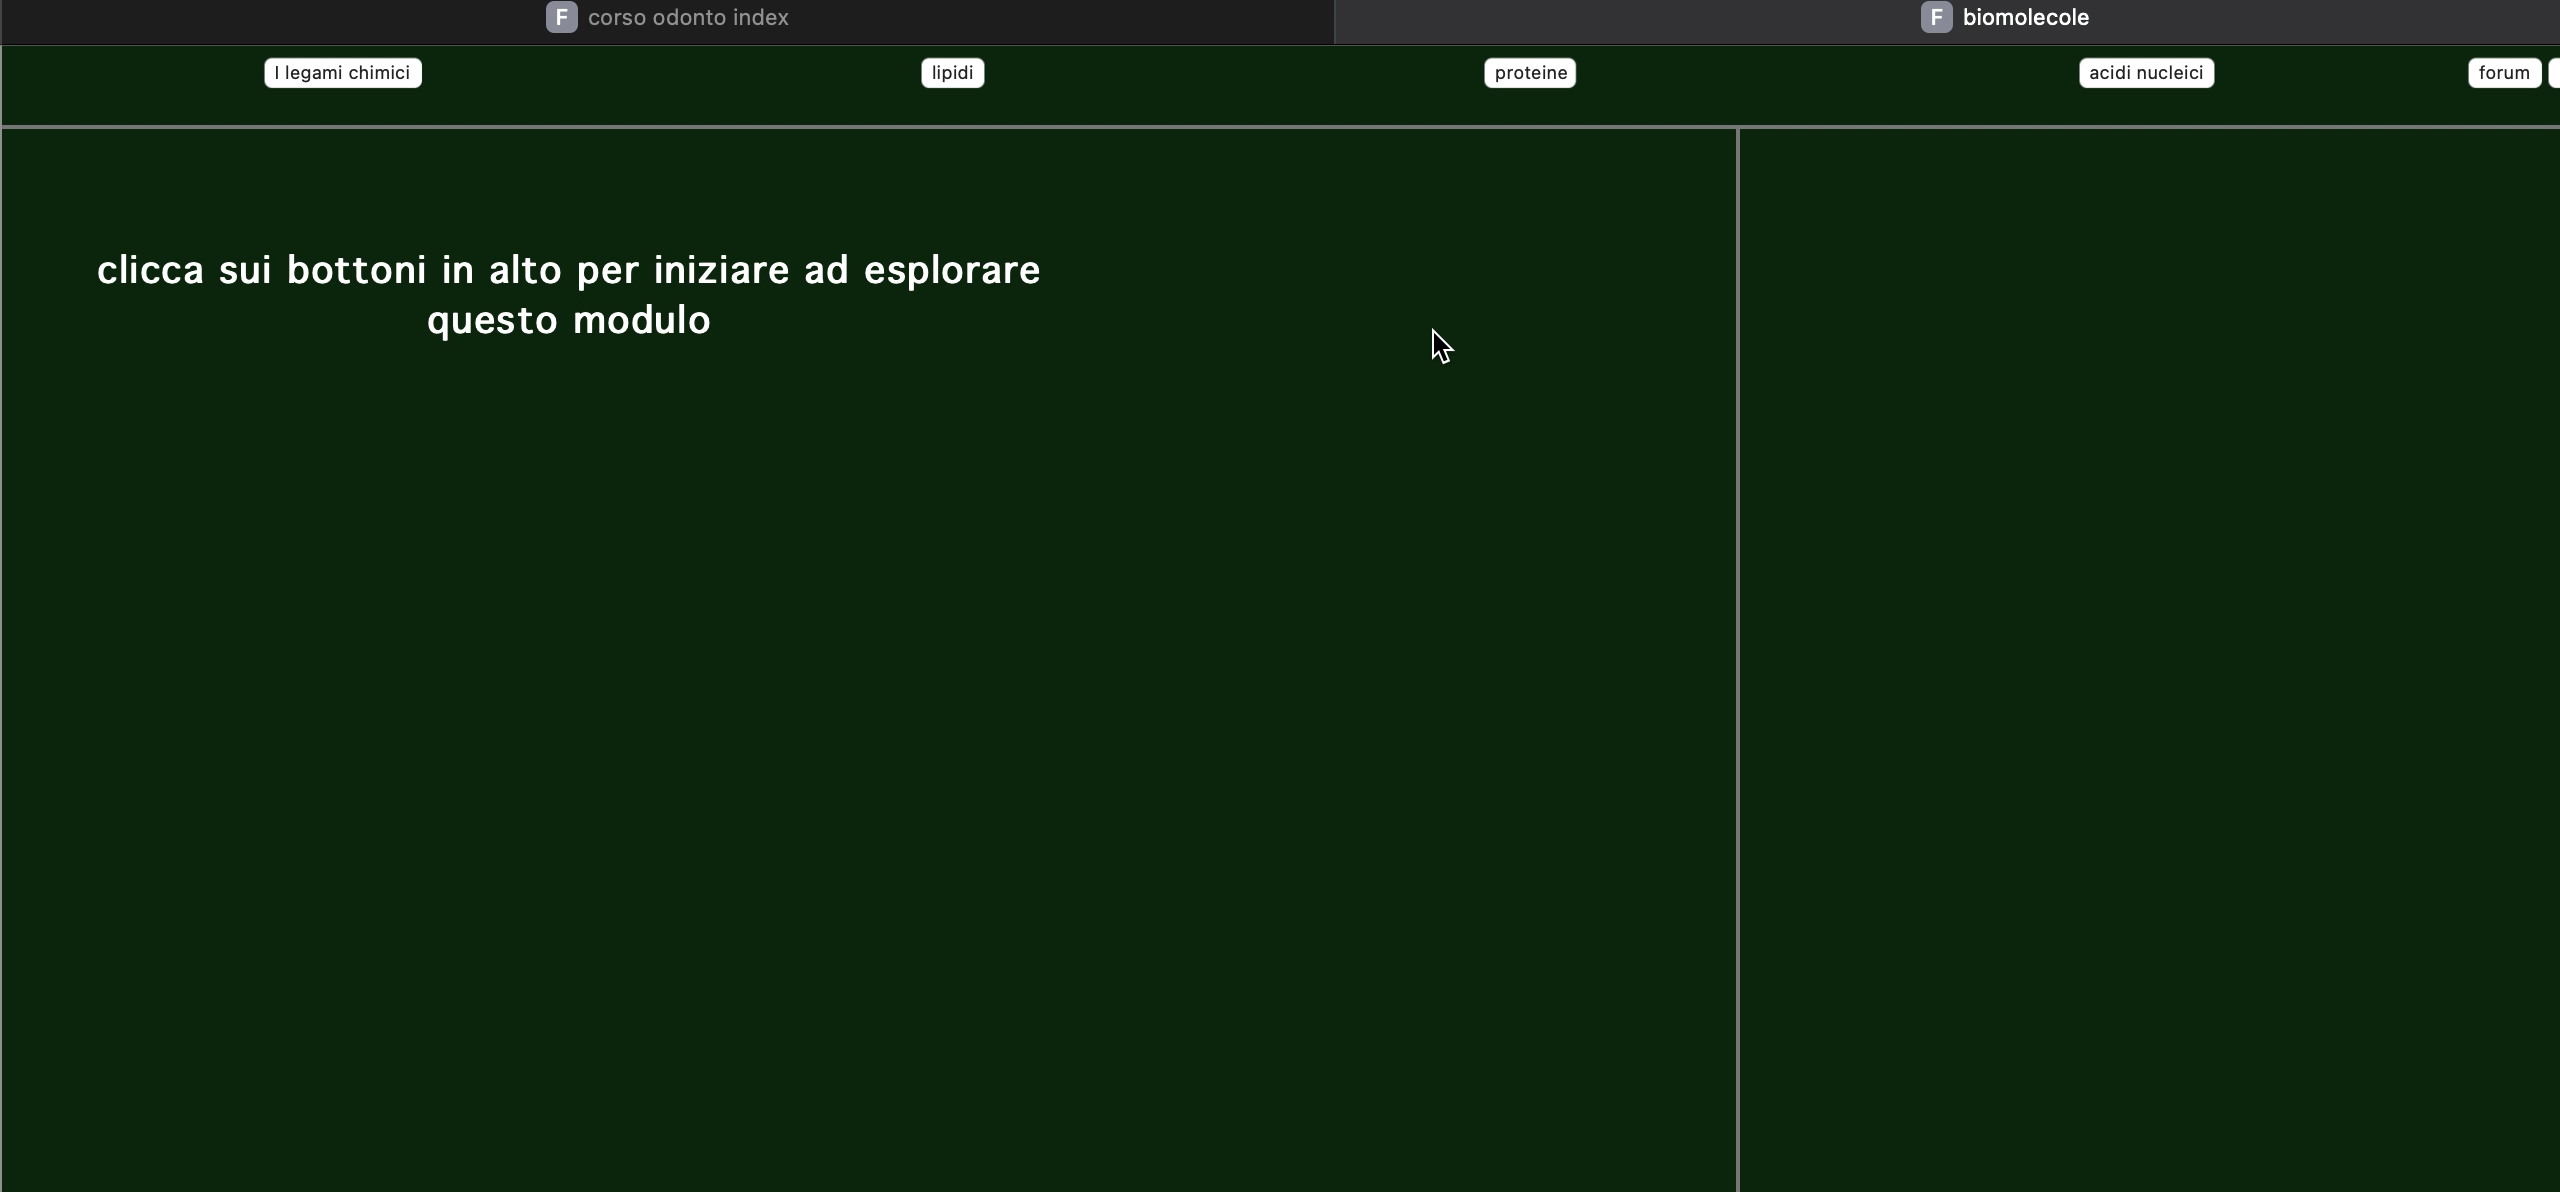 F corso odonto index
F biomolecole
I legami chimici
lipidi
proteine
acidi nucleici
forum
clicca sui bottoni in alto per iniziare ad esplorare
questo modulo